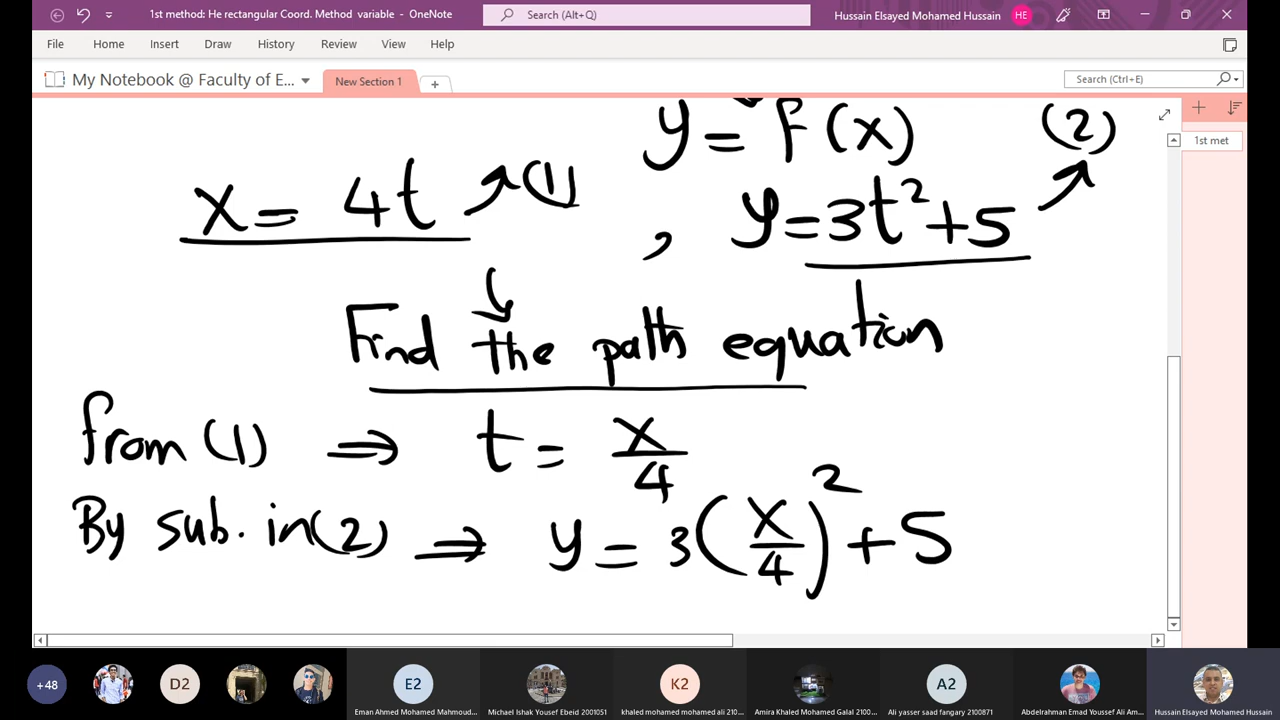 1st method: He rectangular Coord. Method variable - OneNote
Search (Alt+Q)
Hussain Elsayed Mohamed Hussain
HE
File Home Insert Draw History Review View Help
My Notebook @ Faculty of E...
New Section 1
+
Search (Ctrl+E)
1st met
y = f(x)
x = 4t (1)
, y = 3t² + 5 (2)
Find the path equation
from (1) ⇒ t = x/4
By sub. in (2) ⇒ y = 3(x/4)² + 5
+48
D2
E2
K2
A2
Eman Ahmed Mohamed Mahmoud...
Michael Ishak Yousef Ebeid 2001051
khaled mohamed mohamed ali 210...
Amira Khaled Mohamed Galal 2100...
Ali yasser saad fangary 2100871
Abdelrahman Emad Youssef Ali Am...
Hussain Elsayed Mohamed Hussain